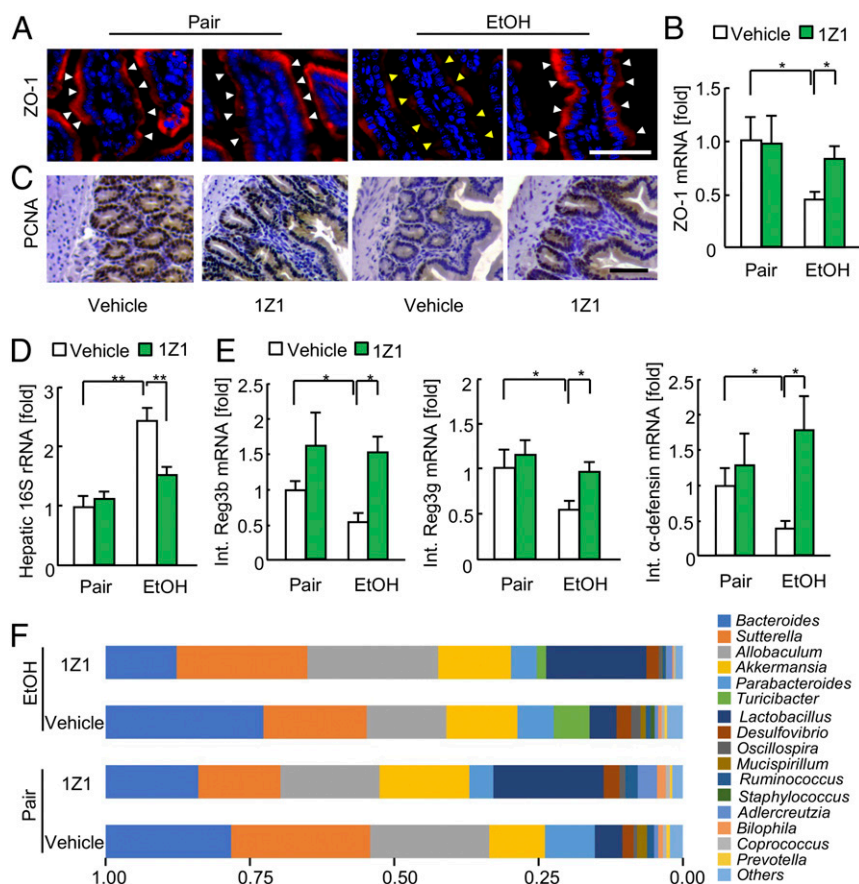 A
Pair
EtOH
ZO-1
C
PCNA
Vehicle
1Z1
Vehicle
1Z1
B
Vehicle 1Z1
ZO-1 mRNA [fold]
1.5
1.0
0.5
0
* *
Pair EtOH
D
Vehicle 1Z1
Hepatic 16S rRNA [fold]
3
2
1
0
** **
Pair EtOH
E
Vehicle 1Z1
Int. Reg3b mRNA [fold]
2.5
2
1.5
1
0.5
0
* *
Pair EtOH
Int. Reg3g mRNA [fold]
2
1.5
1
0.5
0
* *
Pair EtOH
Int. α-defensin mRNA [fold]
2.5
2
1.5
1
0.5
0
* *
Pair EtOH
F
EtOH
1Z1
Vehicle
Pair
1Z1
Vehicle
1.00 0.75 0.50 0.25 0.00
Bacteroides
Sutterella
Allobaculum
Akkermansia
Parabacteroides
Turicibacter
Lactobacillus
Desulfovibrio
Oscillospira
Mucispirillum
Ruminococcus
Staphylococcus
Adlercreutzia
Bilophila
Coprococcus
Prevotella
Others